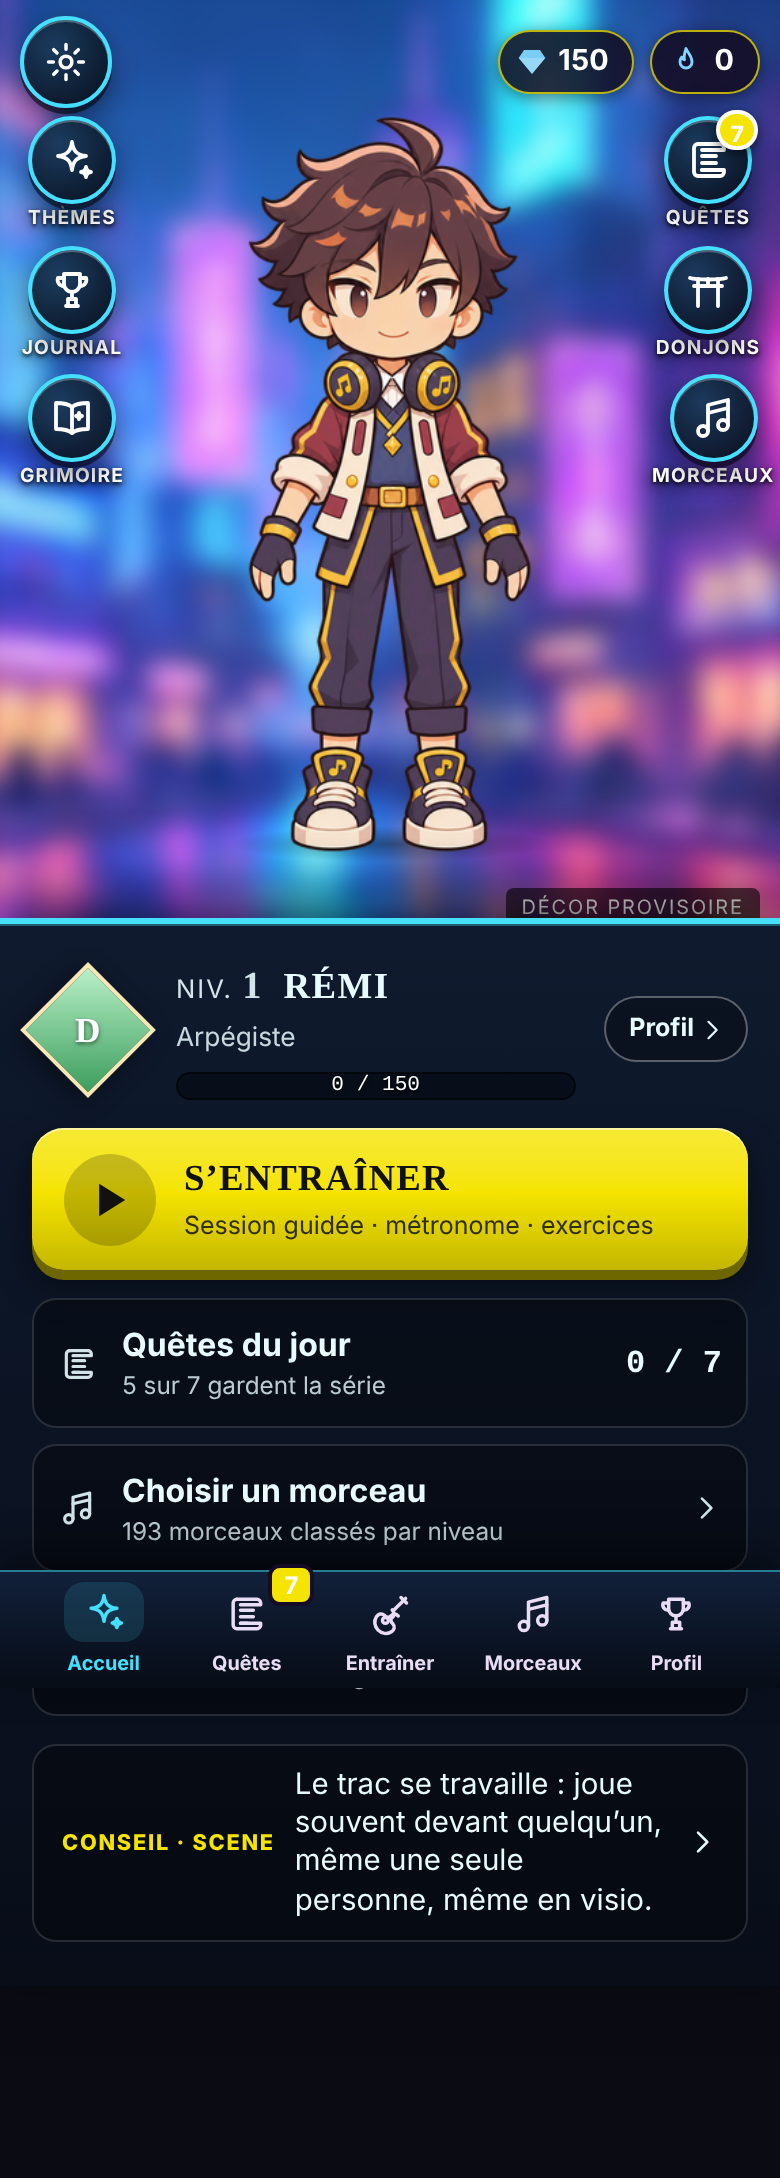 150
0
7
THÈMES
QUÊTES
JOURNAL
DONJONS
GRIMOIRE
MORCEAUX
DÉCOR PROVISOIRE
D
NIV. 1 RÉMI
Arpégiste
Profil
0 / 150
S’ENTRAÎNER
Session guidée · métronome · exercices
Quêtes du jour
5 sur 7 gardent la série
0 / 7
Choisir un morceau
193 morceaux classés par niveau
7
Accueil
Quêtes
Entraîner
Morceaux
Profil
CONSEIL · SCENE
Le trac se travaille : joue
souvent devant quelqu’un,
même une seule
personne, même en visio.